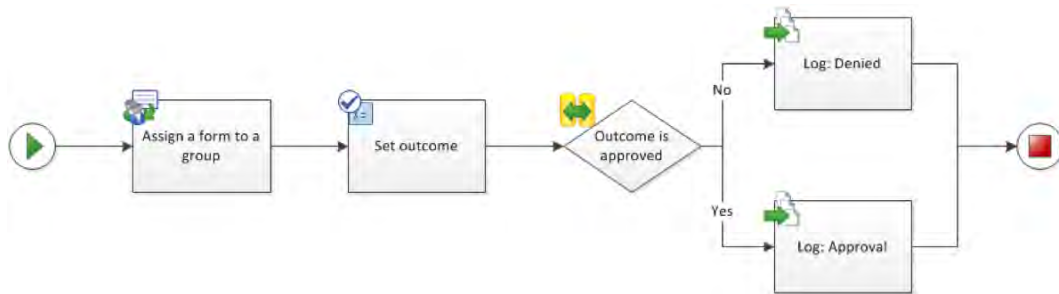 Assign a form to a
group
Set outcome
Outcome is
approved
No
Log: Denied
Yes
Log: Approval